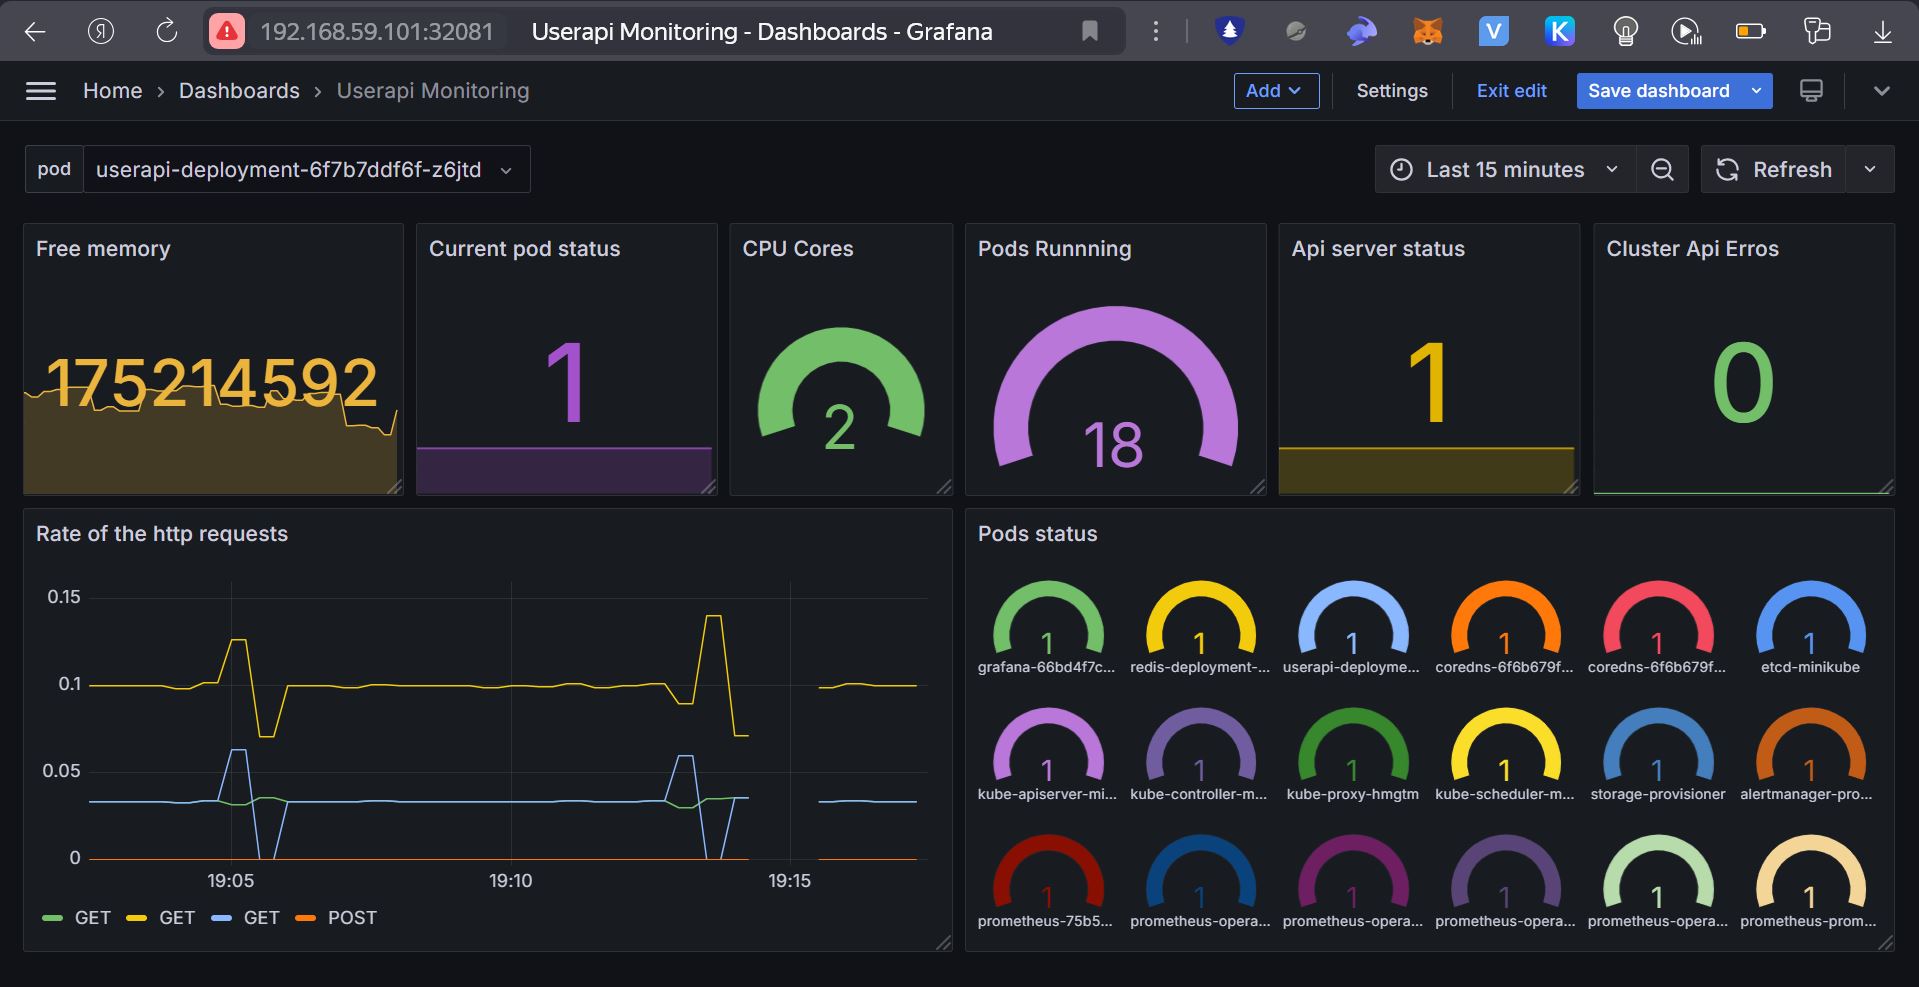 192.168.59.101:32081 Userapi Monitoring - Dashboards - Grafana
Home › Dashboards › Userapi Monitoring
Add Settings Exit edit Save dashboard
pod userapi-deployment-6f7b7ddf6f-z6jtd
Last 15 minutes Refresh
Free memory
175214592
Current pod status
1
CPU Cores
2
Pods Runnning
18
Api server status
1
Cluster Api Erros
0
Rate of the http requests
0.15
0.1
0.05
0
19:05 19:10 19:15
GET GET GET POST
Pods status
1 1 1 1 1 1
grafana-66bd4f7c... redis-deployment-... userapi-deployme... coredns-6f6b679f... coredns-6f6b679f... etcd-minikube
1 1 1 1 1 1
kube-apiserver-mi... kube-controller-m... kube-proxy-hmgtm kube-scheduler-m... storage-provisioner alertmanager-pro...
1 1 1 1 1 1
prometheus-75b5... prometheus-opera... prometheus-opera... prometheus-opera... prometheus-opera... prometheus-prom...